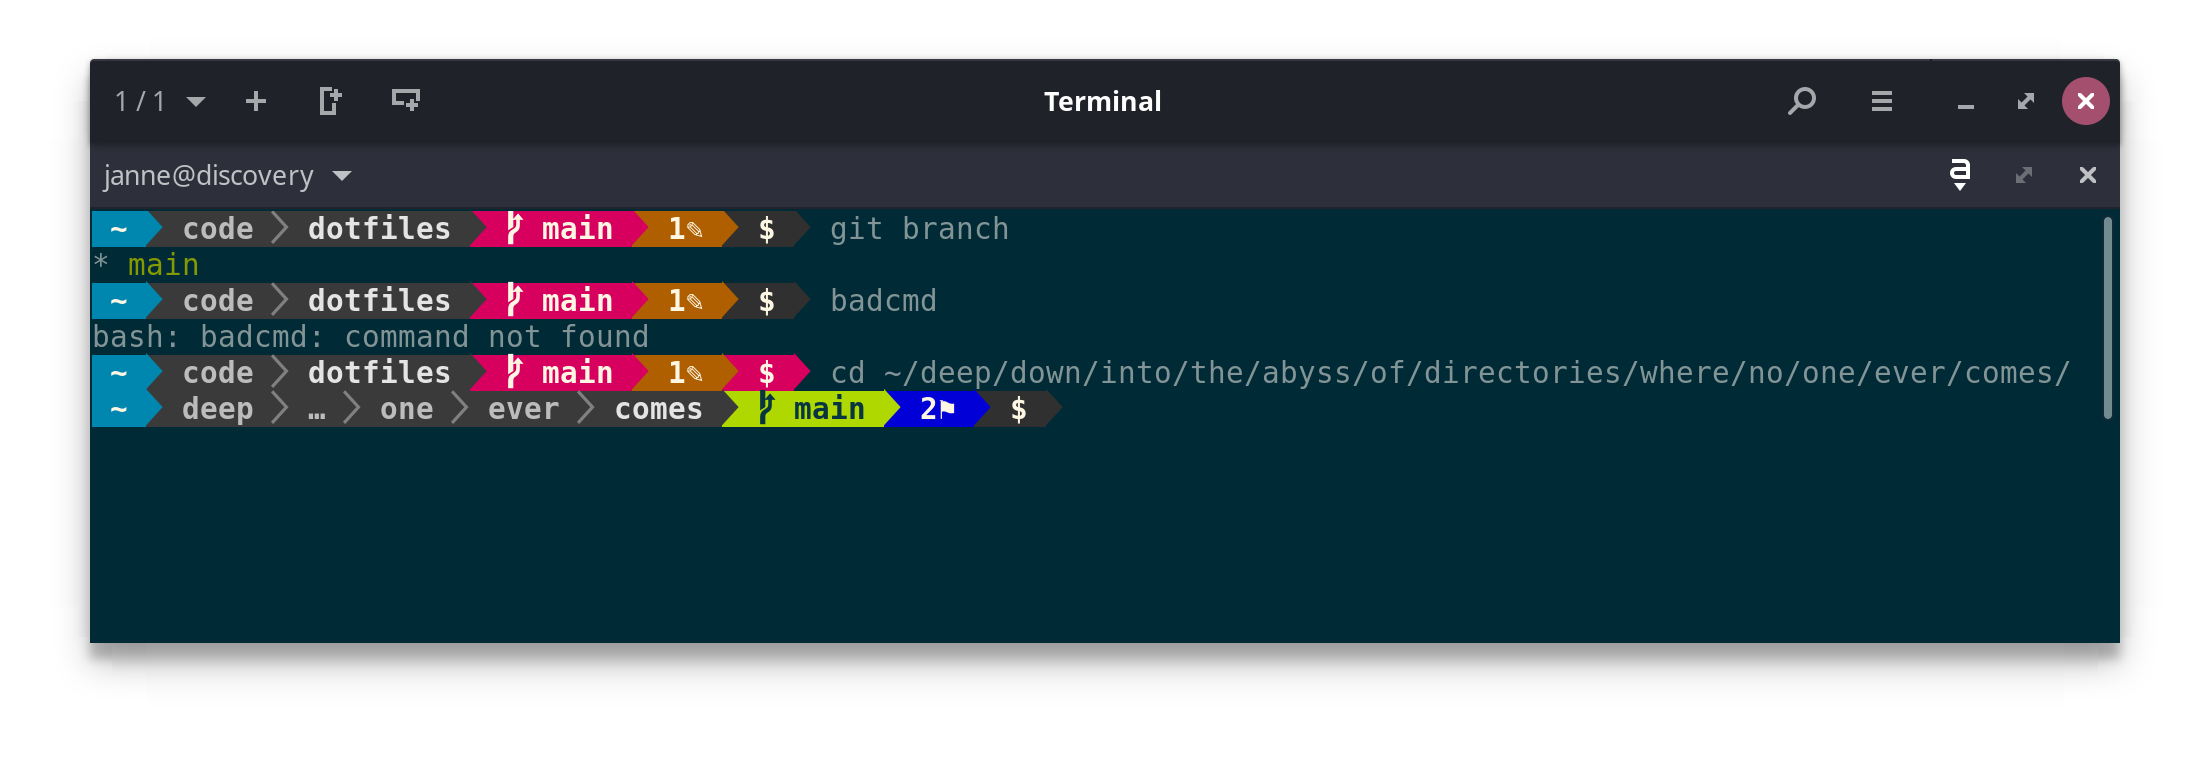 1 / 1 Terminal
janne@discovery
~ code dotfiles main 1✎ $ git branch
* main
~ code dotfiles main 1✎ $ badcmd
bash: badcmd: command not found
~ code dotfiles main 1✎ $ cd ~/deep/down/into/the/abyss/of/directories/where/no/one/ever/comes/
~ deep … one ever comes main 2⚑ $